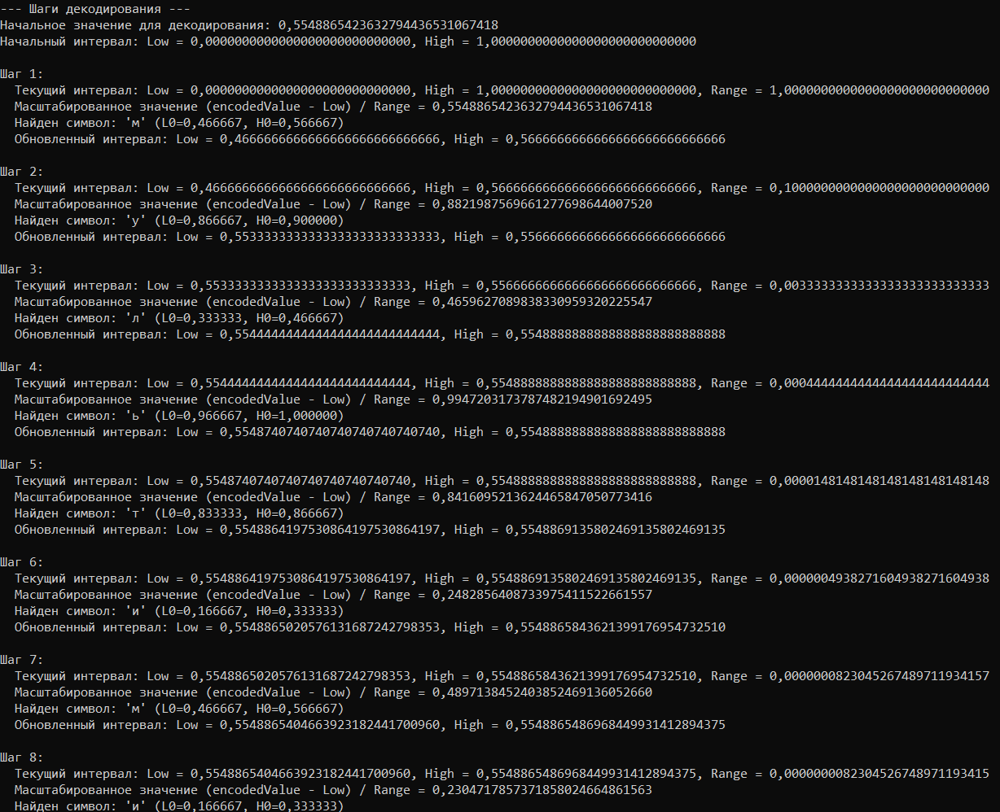 --- Шаги декодирования ---
Начальное значение для декодирования: 0,5548865423632794436531067418
Начальный интервал: Low = 0,0000000000000000000000000000, High = 1,0000000000000000000000000000
Шаг 1:
Текущий интервал: Low = 0,0000000000000000000000000000, High = 1,0000000000000000000000000000, Range = 1,0000000000000000000000000000
Масштабированное значение (encodedValue - Low) / Range = 0,5548865423632794436531067418
Найден символ: 'м' (L0=0,466667, H0=0,566667)
Обновленный интервал: Low = 0,4666666666666666666666666666, High = 0,5666666666666666666666666666
Шаг 2:
Текущий интервал: Low = 0,4666666666666666666666666666, High = 0,5666666666666666666666666666, Range = 0,1000000000000000000000000000
Масштабированное значение (encodedValue - Low) / Range = 0,8821987569661277698644007520
Найден символ: 'у' (L0=0,866667, H0=0,900000)
Обновленный интервал: Low = 0,5533333333333333333333333333, High = 0,5566666666666666666666666666
Шаг 3:
Текущий интервал: Low = 0,5533333333333333333333333333, High = 0,5566666666666666666666666666, Range = 0,0033333333333333333333333333
Масштабированное значение (encodedValue - Low) / Range = 0,4659627089838330959320225547
Найден символ: 'л' (L0=0,333333, H0=0,466667)
Обновленный интервал: Low = 0,5544444444444444444444444444, High = 0,5548888888888888888888888888
Шаг 4:
Текущий интервал: Low = 0,5544444444444444444444444444, High = 0,5548888888888888888888888888, Range = 0,0004444444444444444444444444
Масштабированное значение (encodedValue - Low) / Range = 0,9947203173787482194901692495
Найден символ: 'ь' (L0=0,966667, H0=1,000000)
Обновленный интервал: Low = 0,5548740740740740740740740740, High = 0,5548888888888888888888888888
Шаг 5:
Текущий интервал: Low = 0,5548740740740740740740740740, High = 0,5548888888888888888888888888, Range = 0,0000148148148148148148148148
Масштабированное значение (encodedValue - Low) / Range = 0,8416095213624465847050773416
Найден символ: 'т' (L0=0,833333, H0=0,866667)
Обновленный интервал: Low = 0,5548864197530864197530864197, High = 0,5548869135802469135802469135
Шаг 6:
Текущий интервал: Low = 0,5548864197530864197530864197, High = 0,5548869135802469135802469135, Range = 0,0000004938271604938271604938
Масштабированное значение (encodedValue - Low) / Range = 0,2482856408733975411522661557
Найден символ: 'и' (L0=0,166667, H0=0,333333)
Обновленный интервал: Low = 0,5548865020576131687242798353, High = 0,5548865843621399176954732510
Шаг 7:
Текущий интервал: Low = 0,5548865020576131687242798353, High = 0,5548865843621399176954732510, Range = 0,0000000823045267489711934157
Масштабированное значение (encodedValue - Low) / Range = 0,4897138452403852469136052660
Найден символ: 'м' (L0=0,466667, H0=0,566667)
Обновленный интервал: Low = 0,5548865404663923182441700960, High = 0,5548865486968449931412894375
Шаг 8:
Текущий интервал: Low = 0,5548865404663923182441700960, High = 0,5548865486968449931412894375, Range = 0,0000000082304526748971193415
Масштабированное значение (encodedValue - Low) / Range = 0,2304717857371858024664861563
Найден символ: 'и' (L0=0,166667, H0=0,333333)